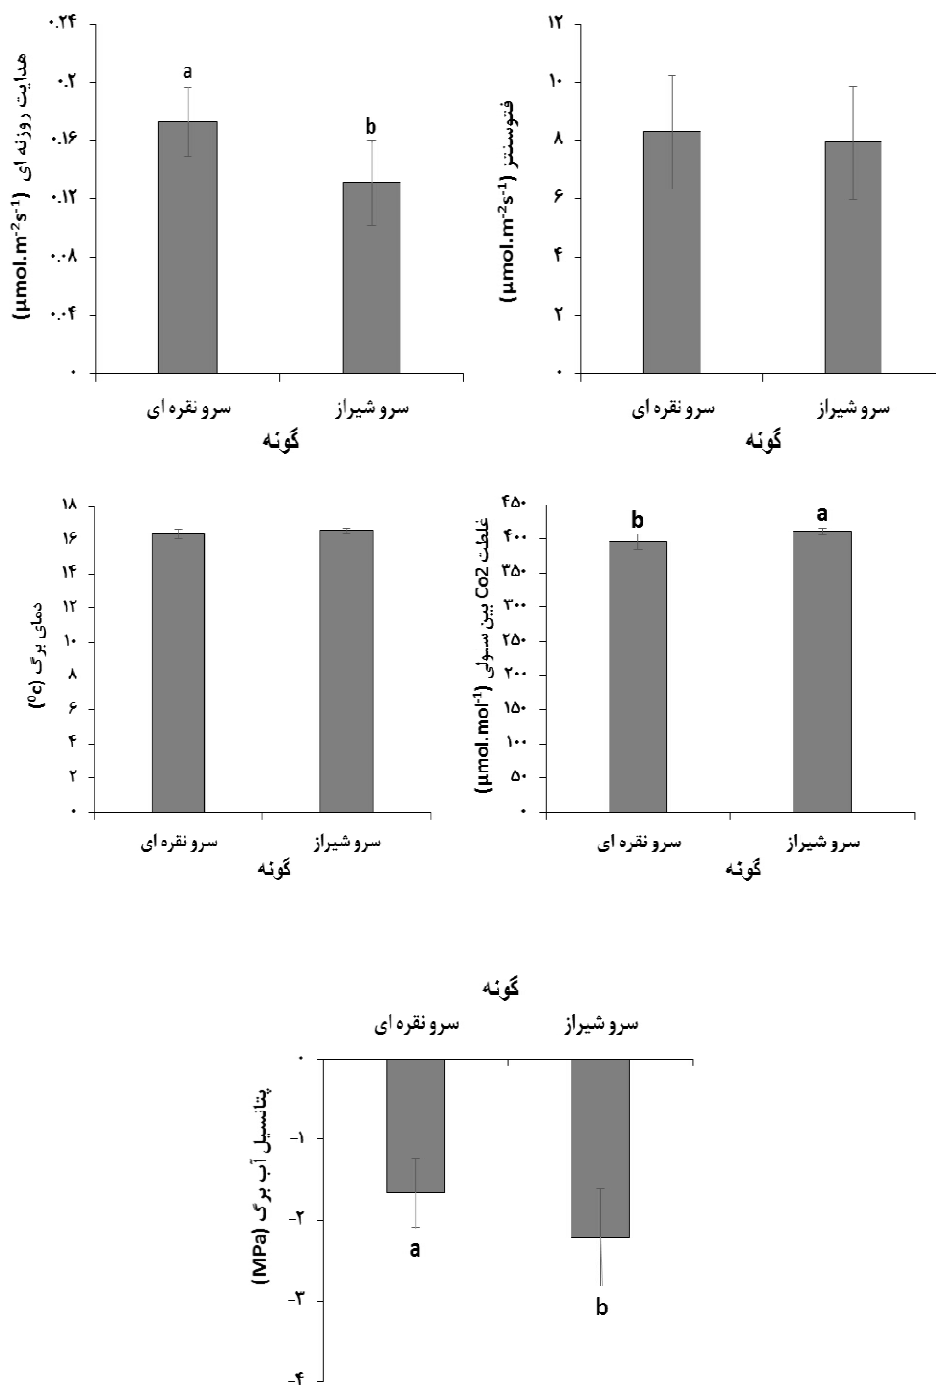 هدایت روزنه ای (μmol.m⁻²s⁻¹)
۰.۲۴
۰.۲
۰.۱۶
۰.۱۲
۰.۰۸
۰.۰۴
۰
a
b
سرو نقره ای
سرو شیراز
گونه
فتوسنتز (μmol.m⁻²s⁻¹)
۱۲
۱۰
۸
۶
۴
۲
۰
سرو نقره ای
سرو شیراز
گونه
دمای برگ (⁰c)
۱۸
۱۶
۱۴
۱۲
۱۰
۸
۶
۴
۲
۰
سرو نقره ای
سرو شیراز
گونه
غلظت Co2 بین سلولی (μmol.mol⁻¹)
۴۵۰
۴۰۰
۳۵۰
۳۰۰
۲۵۰
۲۰۰
۱۵۰
۱۰۰
۵۰
۰
b
a
سرو نقره ای
سرو شیراز
گونه
گونه
سرو نقره ای
سرو شیراز
پتانسیل آب برگ (MPa)
۰
-۱
-۲
-۳
-۴
a
b